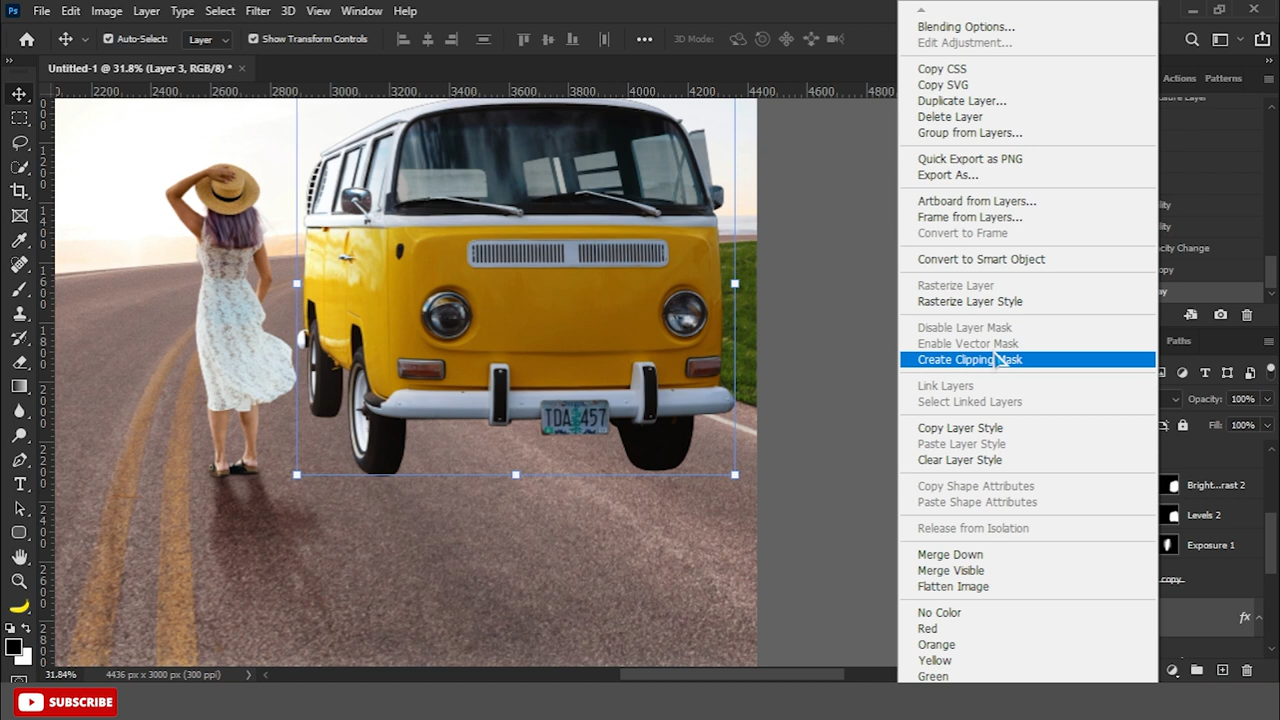 Ps File Edit Image Layer Type Select Filter 3D View Window Help
Auto-Select: Layer Show Transform Controls 3D Mode:
Untitled-1 @ 31.8% (Layer 3, RGB/8) *
2200 2400 2600 2800 3000 3200 3400 3600 3800 4000 4200 4400 4600 4800
Blending Options...
Edit Adjustment...
Copy CSS
Copy SVG
Duplicate Layer...
Delete Layer
Group from Layers...
Quick Export as PNG
Export As...
Artboard from Layers...
Frame from Layers...
Convert to Frame
Convert to Smart Object
Rasterize Layer
Rasterize Layer Style
Disable Layer Mask
Enable Vector Mask
Create Clipping Mask
Link Layers
Select Linked Layers
Copy Layer Style
Paste Layer Style
Clear Layer Style
Copy Shape Attributes
Paste Shape Attributes
Release from Isolation
Merge Down
Merge Visible
Flatten Image
No Color
Red
Orange
Yellow
Green
Actions Patterns
Paths
Opacity: 100%
Fill: 100%
Bright...rast 2
Levels 2
Exposure 1
copy
fx
TDA 457
31.84% 4436 px x 3000 px (300 ppi)
SUBSCRIBE